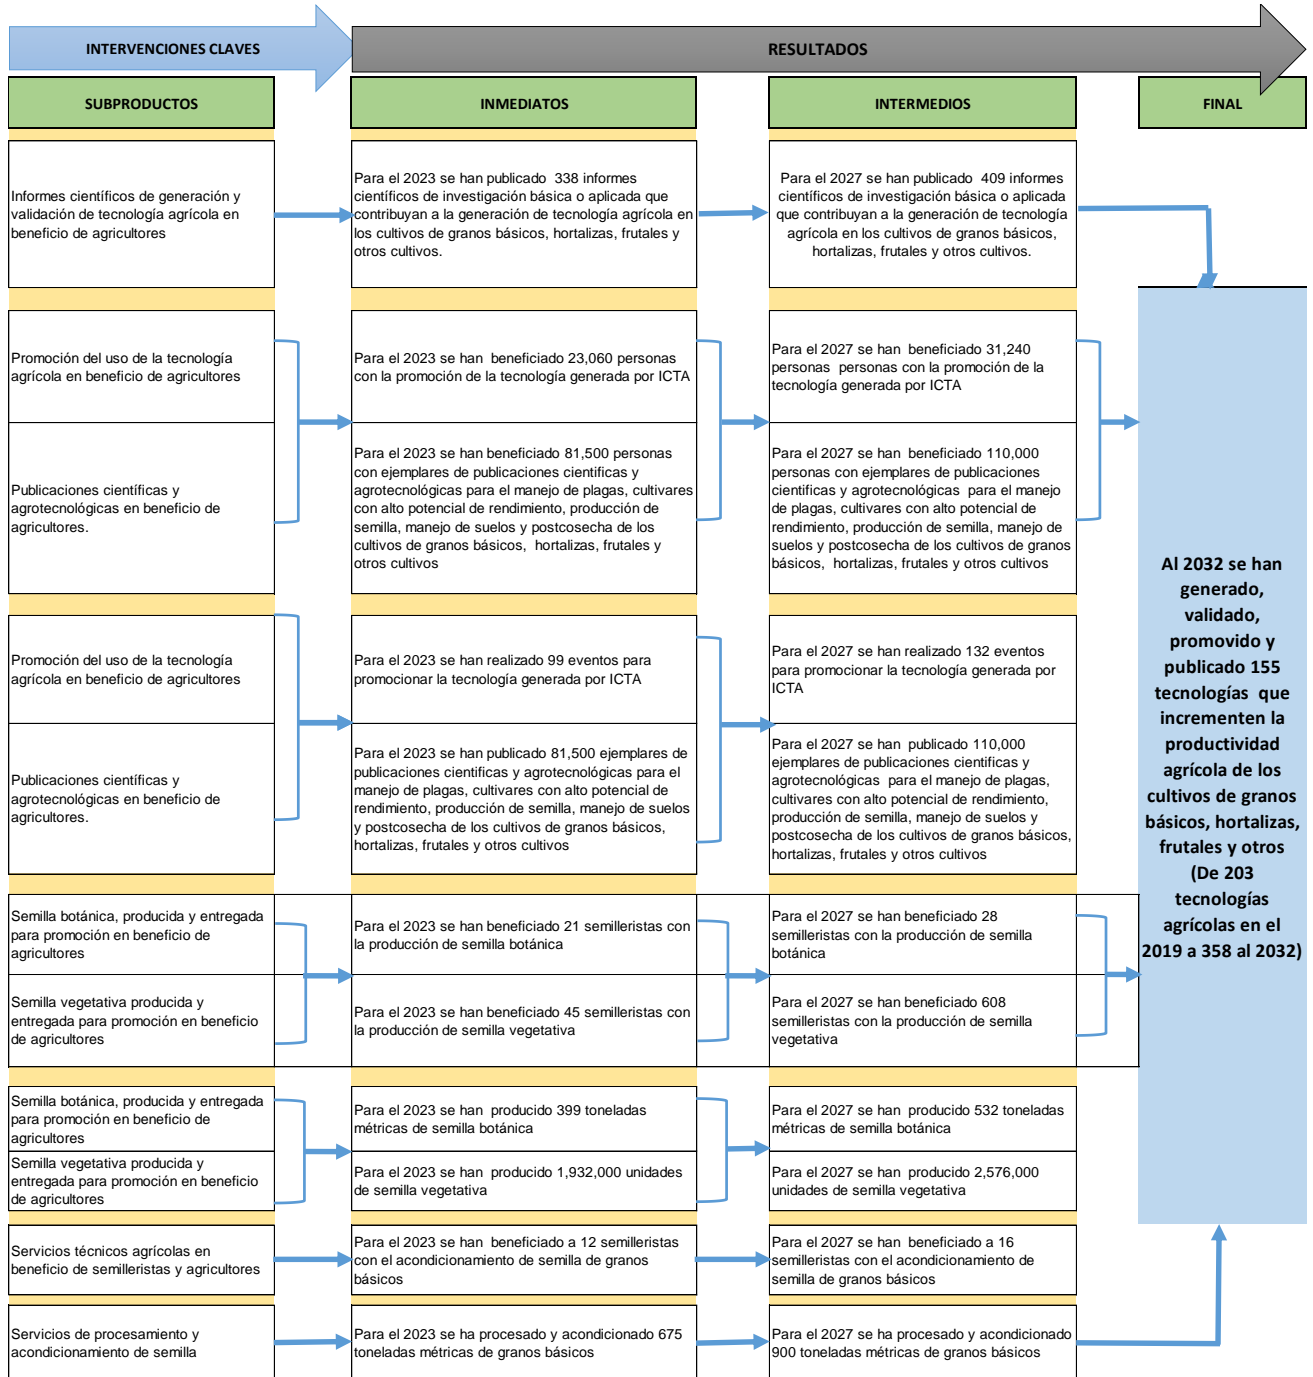 INTERVENCIONES CLAVES
RESULTADOS
SUBPRODUCTOS
INMEDIATOS
INTERMEDIOS
FINAL
Informes científicos de generación y
validación de tecnología agrícola en
beneficio de agricultores
Para el 2023 se han publicado 338 informes
científicos de investigación básica o aplicada que
contribuyan a la generación de tecnología agrícola en
los cultivos de granos básicos, hortalizas, frutales y
otros cultivos.
Para el 2027 se han publicado 409 informes
científicos de investigación básica o aplicada
que contribuyan a la generación de tecnología
agrícola en los cultivos de granos básicos,
hortalizas, frutales y otros cultivos.
Promoción del uso de la tecnología
agrícola en beneficio de agricultores
Para el 2023 se han beneficiado 23,060 personas
con la promoción de la tecnología generada por ICTA
Para el 2027 se han beneficiado 31,240
personas personas con la promoción de la
tecnología generada por ICTA
Publicaciones científicas y
agrotecnológicas en beneficio de
agricultores.
Para el 2023 se han beneficiado 81,500 personas
con ejemplares de publicaciones cientificas y
agrotecnológicas para el manejo de plagas, cultivares
con alto potencial de rendimiento, producción de
semilla, manejo de suelos y postcosecha de los
cultivos de granos básicos, hortalizas, frutales y
otros cultivos
Para el 2027 se han beneficiado 110,000
personas con ejemplares de publicaciones
cientificas y agrotecnológicas para el manejo
de plagas, cultivares con alto potencial de
rendimiento, producción de semilla, manejo de
suelos y postcosecha de los cultivos de granos
básicos, hortalizas, frutales y otros cultivos
Promoción del uso de la tecnología
agrícola en beneficio de agricultores
Para el 2023 se han realizado 99 eventos para
promocionar la tecnología generada por ICTA
Para el 2027 se han realizado 132 eventos
para promocionar la tecnología generada por
ICTA
Publicaciones científicas y
agrotecnológicas en beneficio de
agricultores.
Para el 2023 se han publicado 81,500 ejemplares de
publicaciones cientificas y agrotecnológicas para el
manejo de plagas, cultivares con alto potencial de
rendimiento, producción de semilla, manejo de suelos
y postcosecha de los cultivos de granos básicos,
hortalizas, frutales y otros cultivos
Para el 2027 se han publicado 110,000
ejemplares de publicaciones cientificas y
agrotecnológicas para el manejo de plagas,
cultivares con alto potencial de rendimiento,
producción de semilla, manejo de suelos y
postcosecha de los cultivos de granos básicos,
hortalizas, frutales y otros cultivos
Semilla botánica, producida y entregada
para promoción en beneficio de
agricultores
Para el 2023 se han beneficiado 21 semilleristas con
la producción de semilla botánica
Para el 2027 se han beneficiado 28
semilleristas con la producción de semilla
botánica
Semilla vegetativa producida y
entregada para promoción en beneficio
de agricultores
Para el 2023 se han beneficiado 45 semilleristas con
la producción de semilla vegetativa
Para el 2027 se han beneficiado 608
semilleristas con la producción de semilla
vegetativa
Semilla botánica, producida y entregada
para promoción en beneficio de
agricultores
Para el 2023 se han producido 399 toneladas
métricas de semilla botánica
Para el 2027 se han producido 532 toneladas
métricas de semilla botánica
Semilla vegetativa producida y
entregada para promoción en beneficio
de agricultores
Para el 2023 se han producido 1,932,000 unidades
de semilla vegetativa
Para el 2027 se han producido 2,576,000
unidades de semilla vegetativa
Servicios técnicos agrícolas en
beneficio de semilleristas y agricultores
Para el 2023 se han beneficiado a 12 semilleristas
con el acondicionamiento de semilla de granos
básicos
Para el 2027 se han beneficiado a 16
semilleristas con el acondicionamiento de
semilla de granos básicos
Servicios de procesamiento y
acondicionamiento de semilla
Para el 2023 se ha procesado y acondicionado 675
toneladas métricas de granos básicos
Para el 2027 se ha procesado y acondicionado
900 toneladas métricas de granos básicos
Al 2032 se han
generado,
validado,
promovido y
publicado 155
tecnologías que
incrementen la
productividad
agrícola de los
cultivos de granos
básicos, hortalizas,
frutales y otros
(De 203
tecnologías
agrícolas en el
2019 a 358 al 2032)